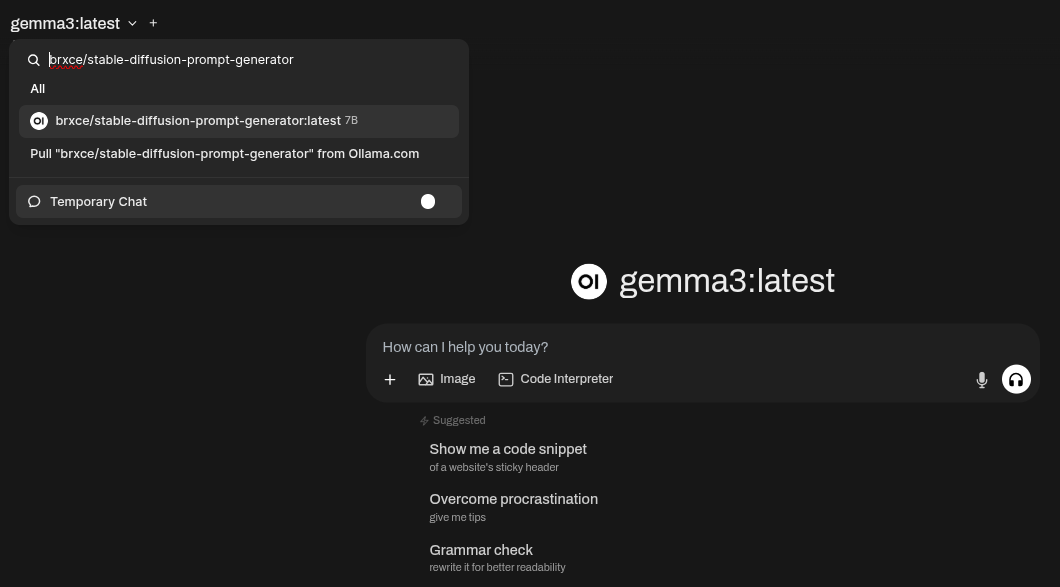 gemma3:latest
brxce/stable-diffusion-prompt-generator
All
OI brxce/stable-diffusion-prompt-generator:latest 7B
Pull "brxce/stable-diffusion-prompt-generator" from Ollama.com
Temporary Chat
OI gemma3:latest
How can I help you today?
Image Code Interpreter
Suggested
Show me a code snippet
of a website's sticky header
Overcome procrastination
give me tips
Grammar check
rewrite it for better readability